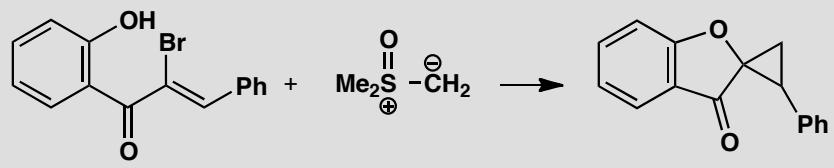 OH
Br
Ph
O
+
O
Me2S
⊕
⊖
CH2
O
O
Ph